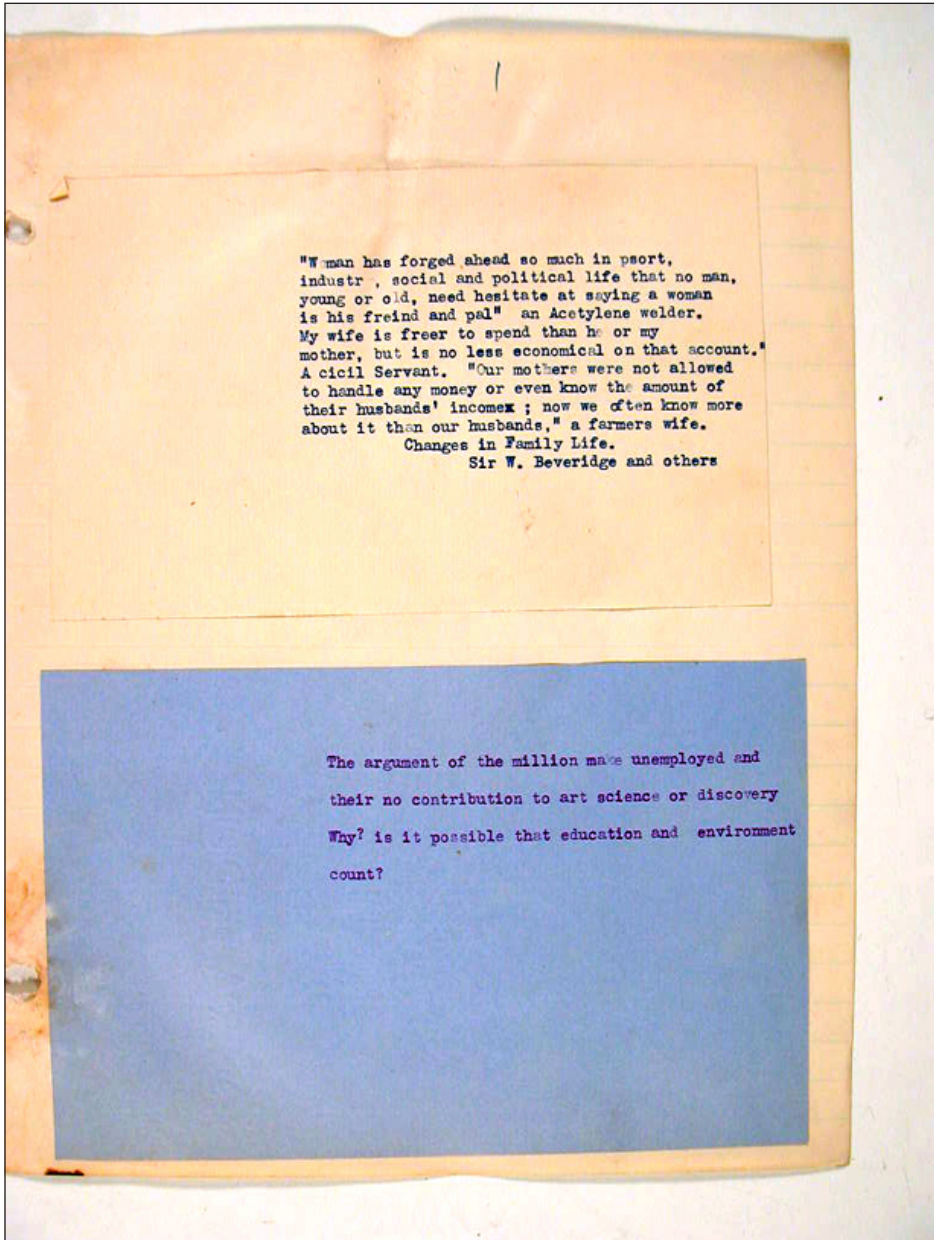 "W man has forged ahead so much in psort,
industr , social and political life that no man,
young or old, need hesitate at saying a woman
is his freind and pal" an Acetylene welder.
My wife is freer to spend than he or my
mother, but is no less economical on that account."
A cicil Servant. "Our mothers were not allowed
to handle any money or even know the amount of
their husbands' incomex ; now we often know more
about it than our husbands," a farmers wife.
Changes in Family Life.
Sir W. Beveridge and others
The argument of the million unemployed and
their no contribution to art science or discovery
Why? is it possible that education and environment
count?